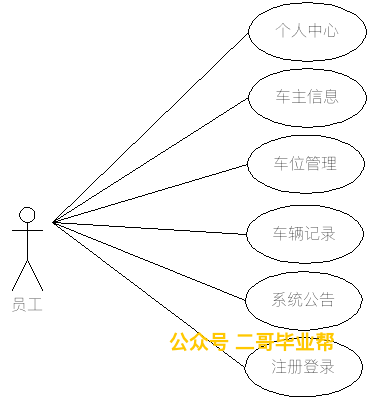 个人中心
车主信息
车位管理
车辆记录
员工
系统公告
公众号 二哥毕业帮
注册登录